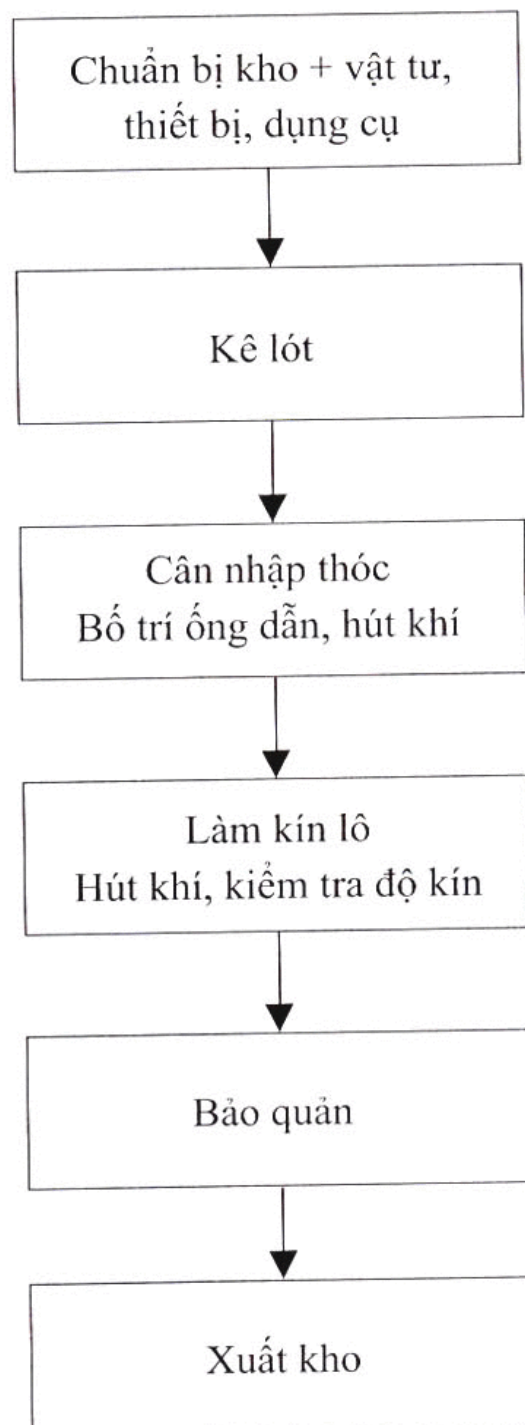 Chuẩn bị kho + vật tư,
thiết bị, dụng cụ
Kê lót
Cân nhập thóc
Bố trí ống dẫn, hút khí
Làm kín lô
Hút khí, kiểm tra độ kín
Bảo quản
Xuất kho